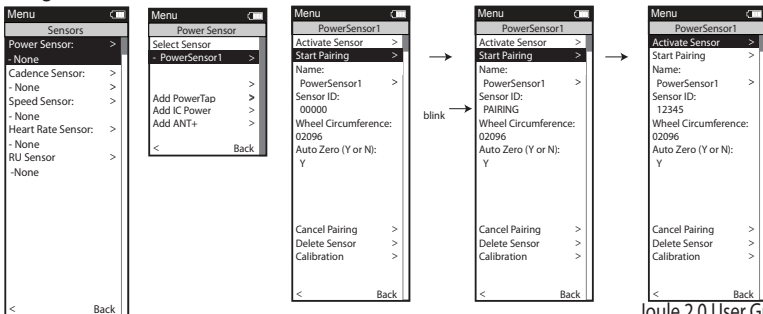 Menu
Sensors
Power Sensor: >
- None
Cadence Sensor: >
- None
Speed Sensor: >
- None
Heart Rate Sensor: >
- None
RU Sensor >
-None
< Back
Menu
Power Sensor
Select Sensor
- PowerSensor1 >
>
Add PowerTap >
Add IC Power >
Add ANT+ >
< Back
Menu
PowerSensor1
Activate Sensor >
Start Pairing >
Name:
PowerSensor1 >
Sensor ID:
00000
Wheel Circumference:
02096
Auto Zero (Y or N):
Y
Cancel Pairing >
Delete Sensor >
Calibration >
< Back
blink
Menu
PowerSensor1
Activate Sensor >
Start Pairing >
Name:
PowerSensor1 >
Sensor ID:
PAIRING
Wheel Circumference:
02096
Auto Zero (Y or N):
Y
Cancel Pairing >
Delete Sensor >
Calibration >
< Back
Menu
PowerSensor1
Activate Sensor >
Start Pairing >
Name:
PowerSensor1 >
Sensor ID:
12345
Wheel Circumference:
02096
Auto Zero (Y or N):
Y
Cancel Pairing >
Delete Sensor >
Calibration >
< Back
Joule 2.0 User